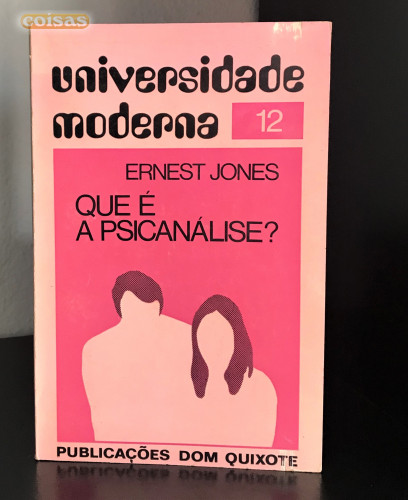 coisas
universidade
moderna
12
ERNEST JONES
QUE É
A PSICANÁLISE?
PUBLICAÇÕES DOM QUIXOTE